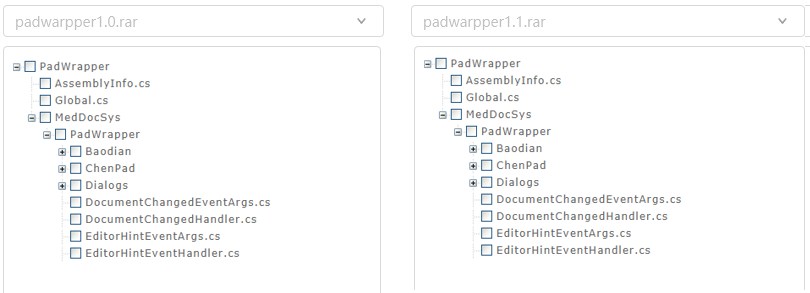 padwarpper1.0.rar
PadWrapper
AssemblyInfo.cs
Global.cs
MedDocSys
PadWrapper
Baodian
ChenPad
Dialogs
DocumentChangedEventArgs.cs
DocumentChangedHandler.cs
EditorHintEventArgs.cs
EditorHintEventHandler.cs
padwarpper1.1.rar
PadWrapper
AssemblyInfo.cs
Global.cs
MedDocSys
PadWrapper
Baodian
ChenPad
Dialogs
DocumentChangedEventArgs.cs
DocumentChangedHandler.cs
EditorHintEventArgs.cs
EditorHintEventHandler.cs